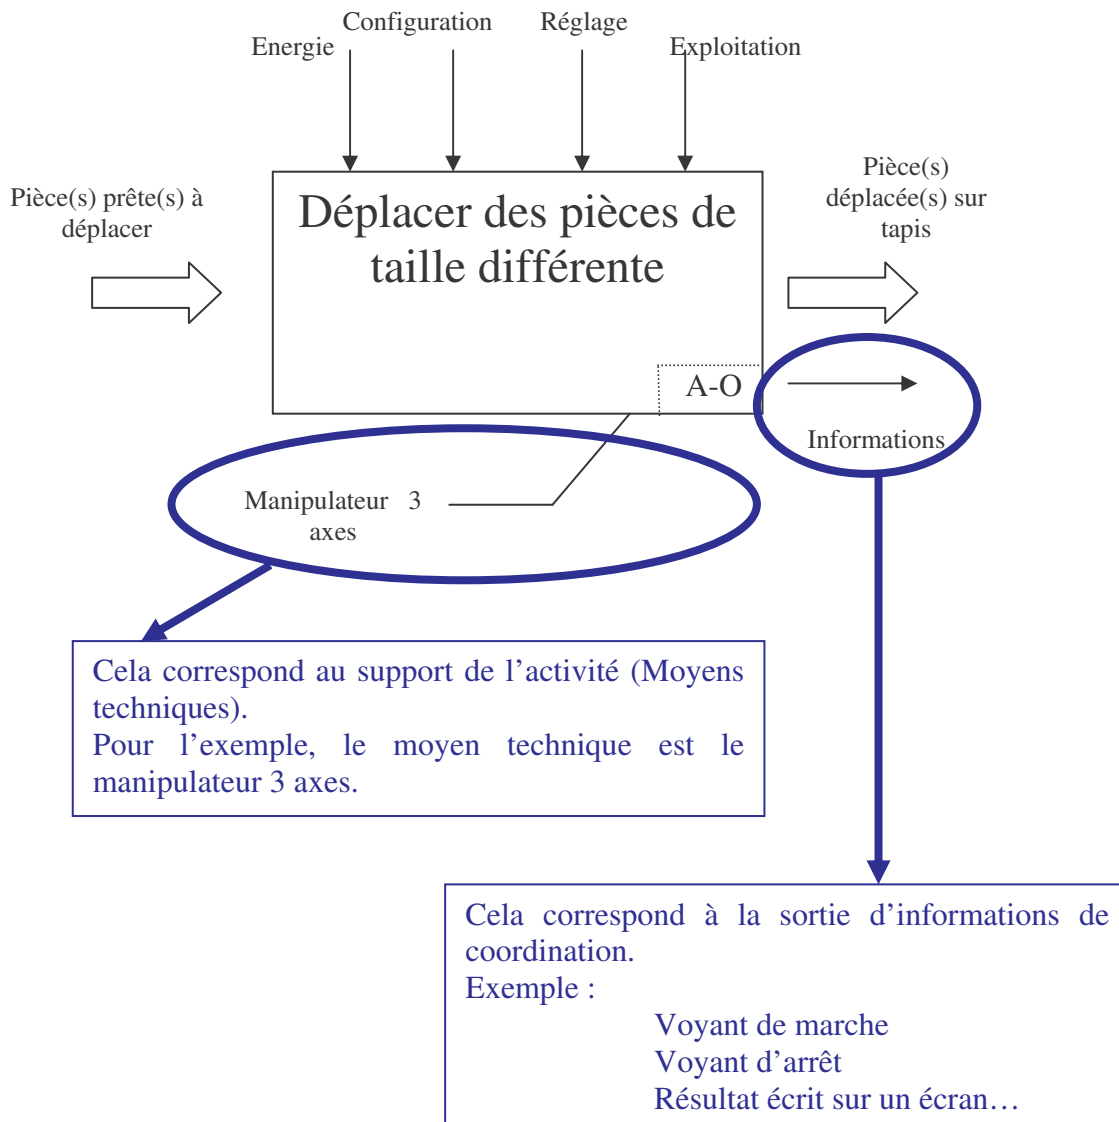 Configuration
Réglage
Energie
Exploitation
Pièce(s) prête(s) à
déplacer
Déplacer des pièces de
taille différente
Pièce(s)
déplacée(s) sur
tapis
A-O
Informations
Manipulateur 3
axes
Cela correspond au support de l’activité (Moyens
techniques).
Pour l’exemple, le moyen technique est le
manipulateur 3 axes.
Cela correspond à la sortie d’informations de
coordination.
Exemple :
Voyant de marche
Voyant d’arrêt
Résultat écrit sur un écran…